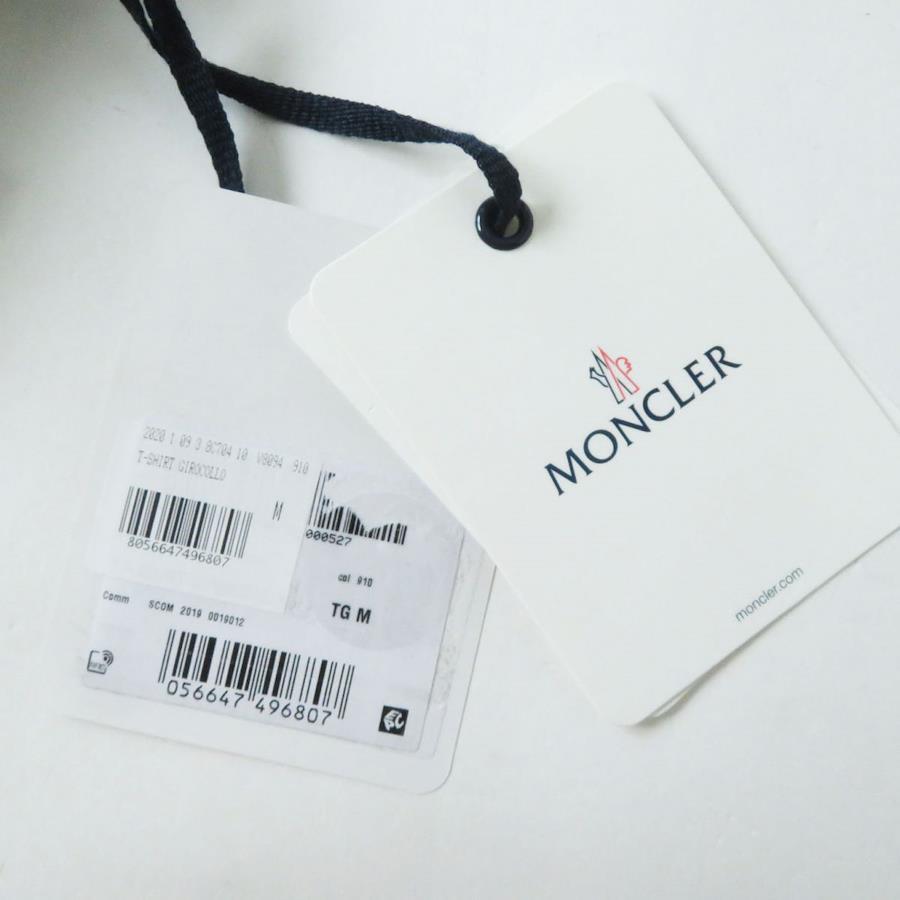 MONCLER
moncler.com
2020 1 09 3 8C704 10 V8094 910
T-SHIRT GIROCOLLO
M
8056647496807
000527
col 910
TG M
Comm SCOM 2019 0019012
056647 496807